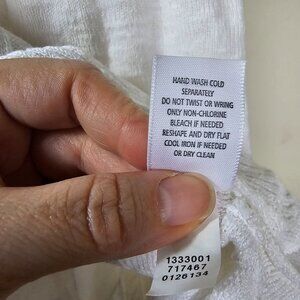 HAND WASH COLD
SEPARATELY
DO NOT TWIST OR WRING
ONLY NON-CHLORINE
BLEACH IF NEEDED
RESHAPE AND DRY FLAT
COOL IRON IF NEEDED
OR DRY CLEAN
1333001
717467
0126134